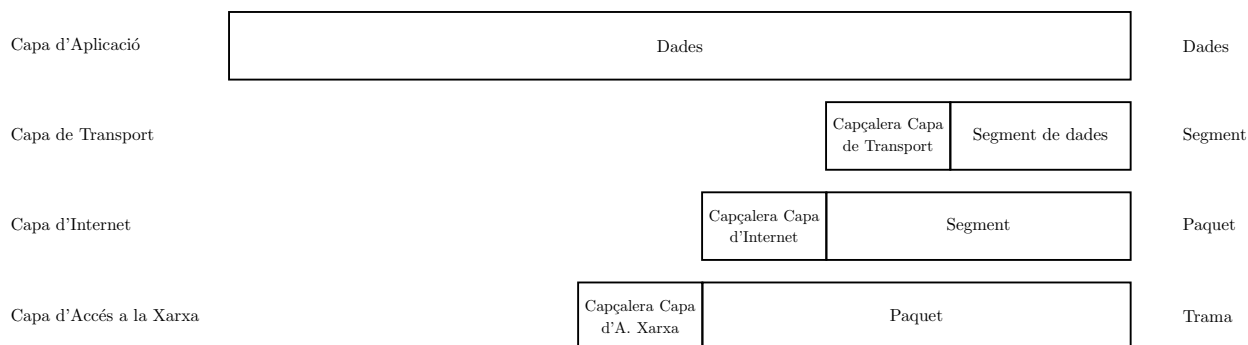 Capa d'Aplicació
Dades
Dades
Capa de Transport
Capçalera Capa
de Transport
Segment de dades
Segment
Capa d'Internet
Capçalera Capa
d'Internet
Segment
Paquet
Capa d'Accés a la Xarxa
Capçalera Capa
d'A. Xarxa
Paquet
Trama